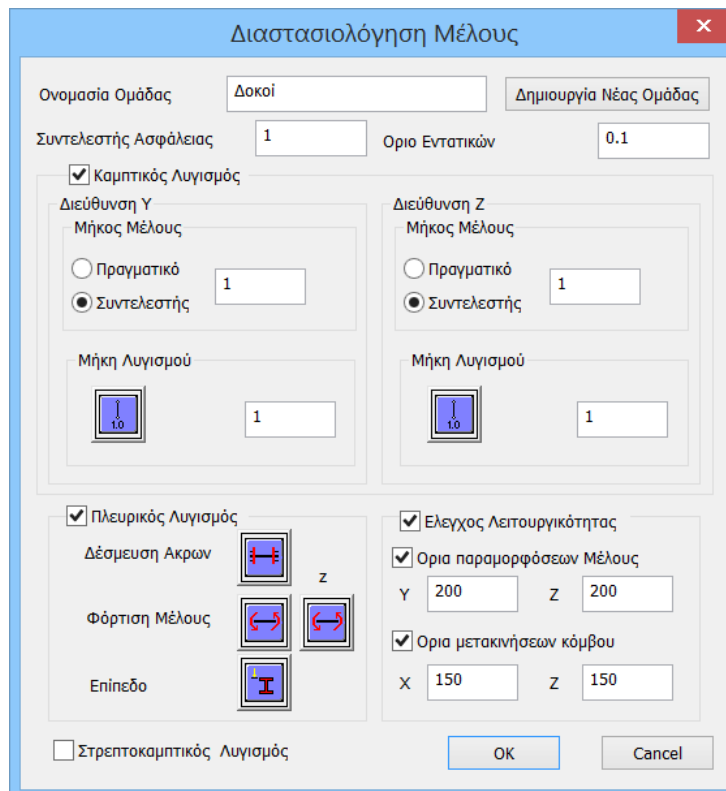 Διαστασιολόγηση Μέλους
Ονομασία Ομάδας Δοκοί Δημιουργία Νέας Ομάδας
Συντελεστής Ασφάλειας 1 Οριο Εντατικών 0.1
Καμπτικός Λυγισμός
Διεύθυνση Υ Διεύθυνση Ζ
Μήκος Μέλους Μήκος Μέλους
Πραγματικό Πραγματικό
1 1
Συντελεστής Συντελεστής
Μήκη Λυγισμού Μήκη Λυγισμού
1.0 1 1.0 1
Πλευρικός Λυγισμός Ελεγχος Λειτουργικότητας
Δέσμευση Ακρων Ορια παραμορφόσεων Μέλους
z
Υ 200 Ζ 200
Φόρτιση Μέλους
Ορια μετακινήσεων κόμβου
Επίπεδο Χ 150 Ζ 150
Στρεπτοκαμπτικός Λυγισμός OK Cancel